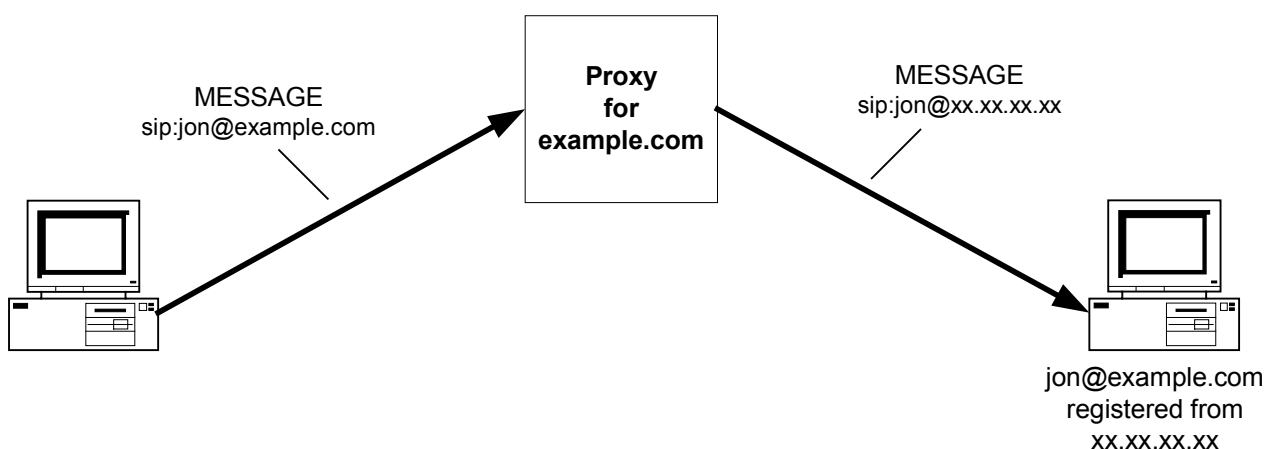 MESSAGE
sip:jon@example.com
Proxy
for
example.com
MESSAGE
sip:jon@xx.xx.xx.xx
jon@example.com
registered from
xx.xx.xx.xx